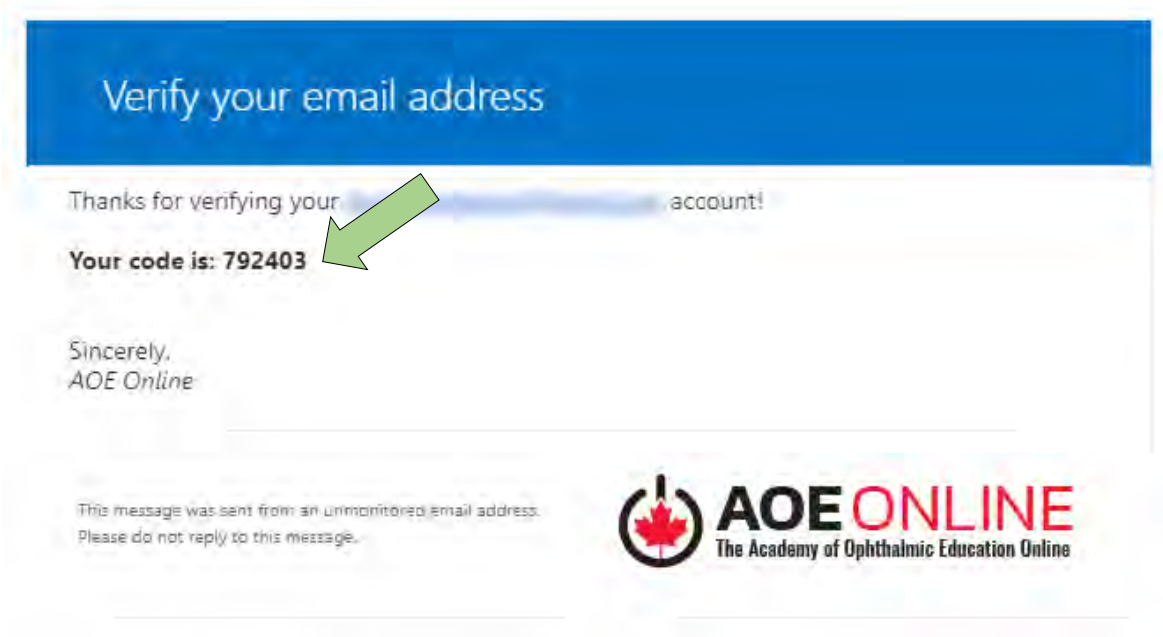 Verify your email address
Thanks for verifying your account!
Your code is: 792403
Sincerely,
AOE Online
This message was sent from an unmonitored email address.
Please do not reply to this message.
AOE ONLINE
The Academy of Ophthalmic Education Online